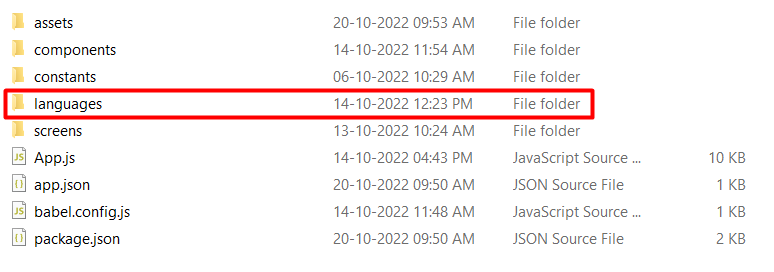 assets 20-10-2022 09:53 AM File folder
components 14-10-2022 11:54 AM File folder
constants 06-10-2022 10:29 AM File folder
languages 14-10-2022 12:23 PM File folder
screens 13-10-2022 10:24 AM File folder
App.js 14-10-2022 04:43 PM JavaScript Source ... 10 KB
app.json 20-10-2022 09:50 AM JSON Source File 1 KB
babel.config.js 14-10-2022 11:48 AM JavaScript Source ... 1 KB
package.json 20-10-2022 09:50 AM JSON Source File 2 KB